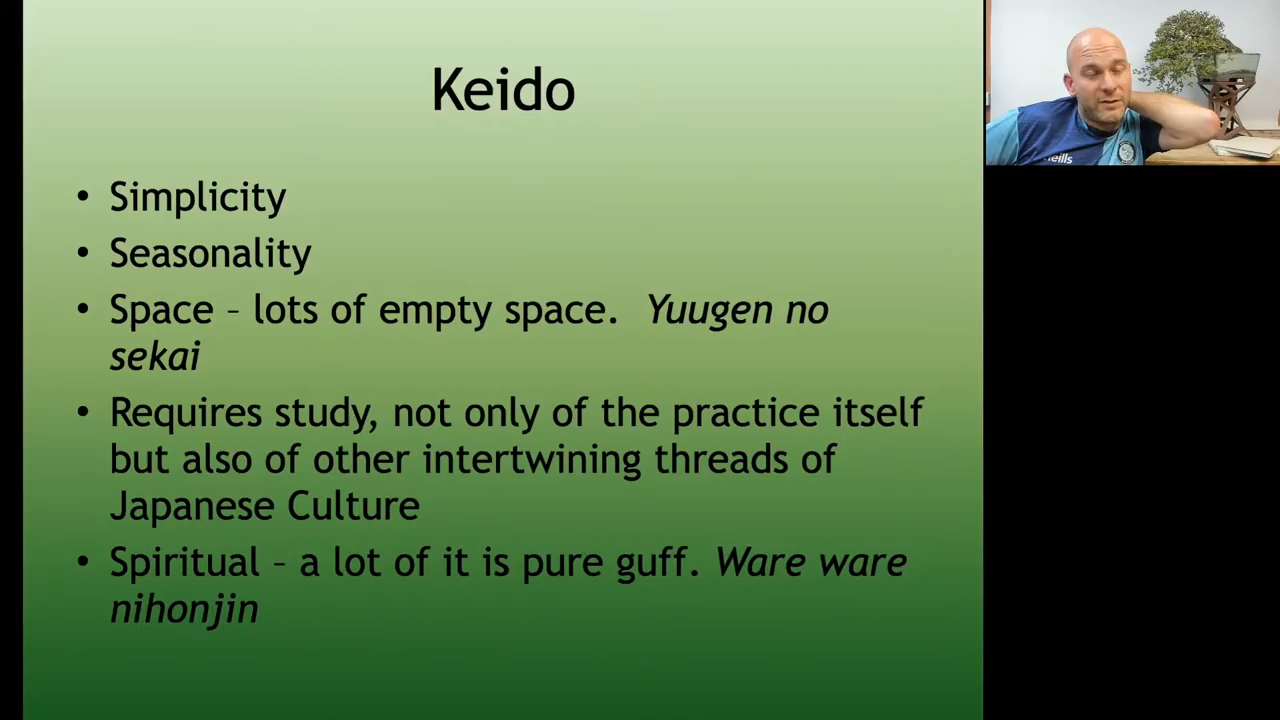 Keido
• Simplicity
• Seasonality
• Space – lots of empty space. Yuugen no
sekai
• Requires study, not only of the practice itself
but also of other intertwining threads of
Japanese Culture
• Spiritual – a lot of it is pure guff. Ware ware
nihonjin